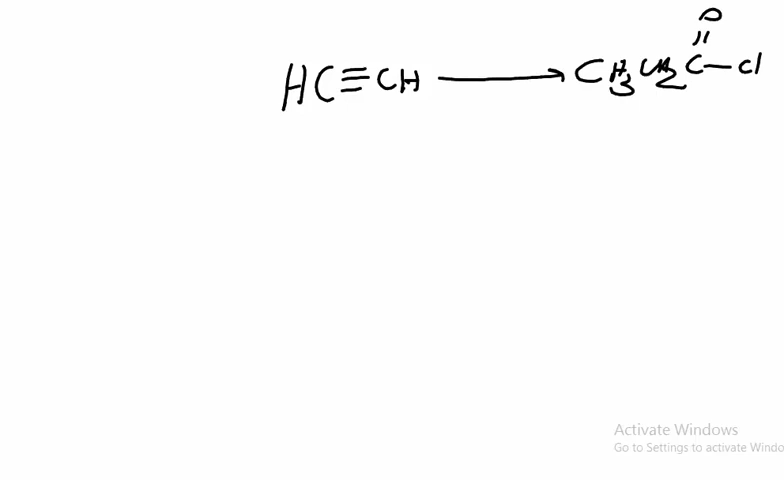 O
HC≡CH ⟶ CH3CH2C—Cl
Activate Windows
Go to Settings to activate Windo